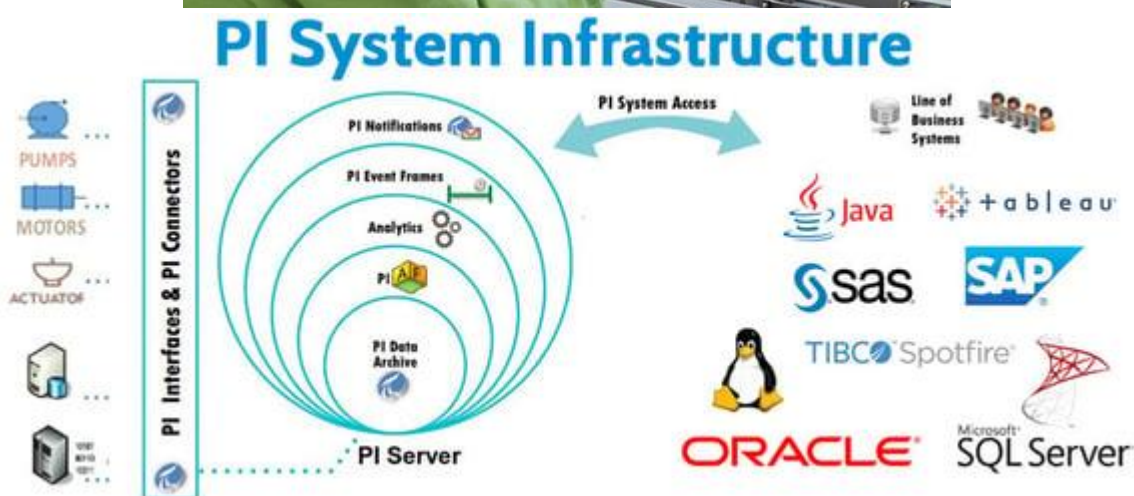 PI System Infrastructure
PUMPS
MOTORS
ACTUATOR
PI Interfaces & PI Connectors
PI Notifications
PI Event Frames
Analytics
PI AF
PI Data
Archive
PI Server
PI System Access
Line of
Business
Systems
Java
+ableau
sas
SAP
TIBCO Spotfire
ORACLE
Microsoft
SQL Server